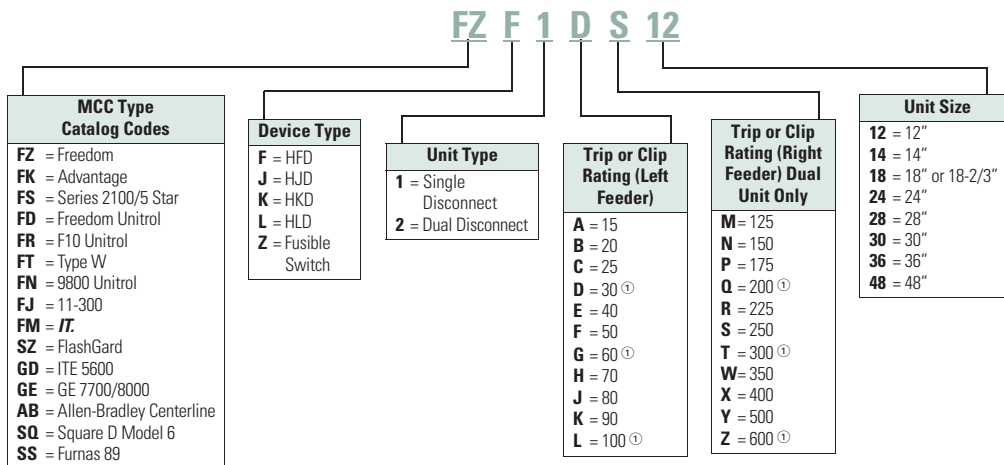 FZ F 1 D S 12
MCC Type
Catalog Codes
FZ = Freedom
FK = Advantage
FS = Series 2100/5 Star
FD = Freedom Unitrol
FR = F10 Unitrol
FT = Type W
FN = 9800 Unitrol
FJ = 11-300
FM = IT.
SZ = FlashGard
GD = ITE 5600
GE = GE 7700/8000
AB = Allen-Bradley Centerline
SQ = Square D Model 6
SS = Furnas 89
Device Type
F = HFD
J = HJD
K = HKD
L = HLD
Z = Fusible
Switch
Unit Type
1 = Single
Disconnect
2 = Dual Disconnect
Trip or Clip
Rating (Left
Feeder)
A = 15
B = 20
C = 25
D = 30 ①
E = 40
F = 50
G = 60 ①
H = 70
J = 80
K = 90
L = 100 ①
Trip or Clip
Rating (Right
Feeder) Dual
Unit Only
M = 125
N = 150
P = 175
Q = 200 ①
R = 225
S = 250
T = 300 ①
W = 350
X = 400
Y = 500
Z = 600 ①
Unit Size
12 = 12″
14 = 14″
18 = 18″ or 18-2/3″
24 = 24″
28 = 28″
30 = 30″
36 = 36″
48 = 48″